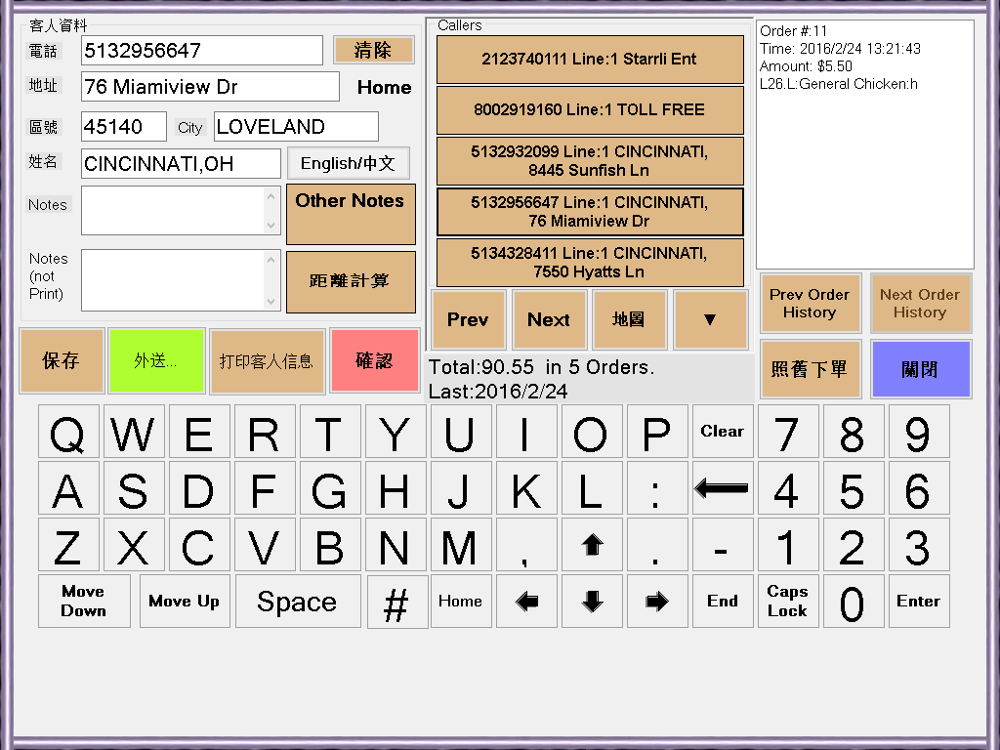 客人資料
電話
5132956647
清除
地址
76 Miamiview Dr
Home
區號
45140
City
LOVELAND
姓名
CINCINNATI,OH
English/中文
Notes
Other Notes
Notes
(not
Print)
距離計算
保存
外送...
打印客人信息
確認
Callers
2123740111 Line:1 Starrli Ent
8002919160 Line:1 TOLL FREE
5132932099 Line:1 CINCINNATI,
8445 Sunfish Ln
5132956647 Line:1 CINCINNATI,
76 Miamiview Dr
5134328411 Line:1 CINCINNATI,
7550 Hyatts Ln
Prev
Next
地圖
▼
Total:90.55  in 5 Orders.
Last:2016/2/24
Order #:11
Time: 2016/2/24 13:21:43
Amount: $5.50
L26.L:General Chicken:h
Prev Order
History
Next Order
History
照舊下單
關閉
Q W E R T Y U I O P Clear 7 8 9
A S D F G H J K L : 4 5 6
Z X C V B N M , . - 1 2 3
Move
Down
Move Up
Space
#
Home
End
Caps
Lock
0
Enter